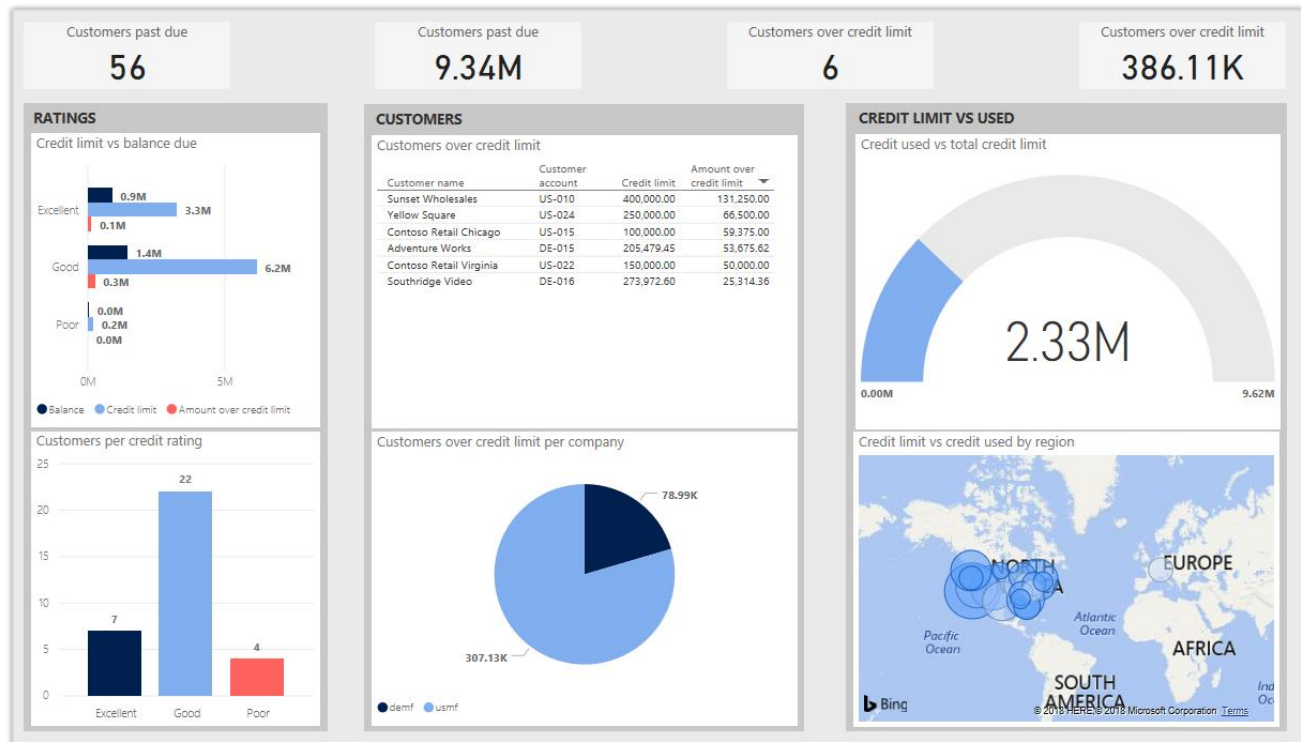 Customers past due
56
Customers past due
9.34M
Customers over credit limit
6
Customers over credit limit
386.11K
RATINGS
Credit limit vs balance due
Excellent
0.9M
3.3M
0.1M
Good
1.4M
6.2M
0.3M
Poor
0.0M
0.2M
0.0M
0M 5M
Balance Credit limit Amount over credit limit
Customers per credit rating
25
20
15
10
5
0
7
22
4
Excellent Good Poor
CUSTOMERS
Customers over credit limit
Customer name Customer account Credit limit Amount over credit limit
Sunset Wholesales US-010 400,000.00 131,250.00
Yellow Square US-024 250,000.00 66,500.00
Contoso Retail Chicago US-015 100,000.00 59,375.00
Adventure Works DE-015 205,479.45 53,675.62
Contoso Retail Virginia US-022 150,000.00 50,000.00
Southridge Video DE-016 273,972.60 25,314.36
Customers over credit limit per company
78.99K
307.13K
demf usmf
CREDIT LIMIT VS USED
Credit used vs total credit limit
2.33M
0.00M 9.62M
Credit limit vs credit used by region
NORTH
EUROPE
Atlantic
Ocean
Pacific
Ocean
AFRICA
SOUTH
AMERICA
Bing
© 2018 HERE, © 2018 Microsoft Corporation Terms